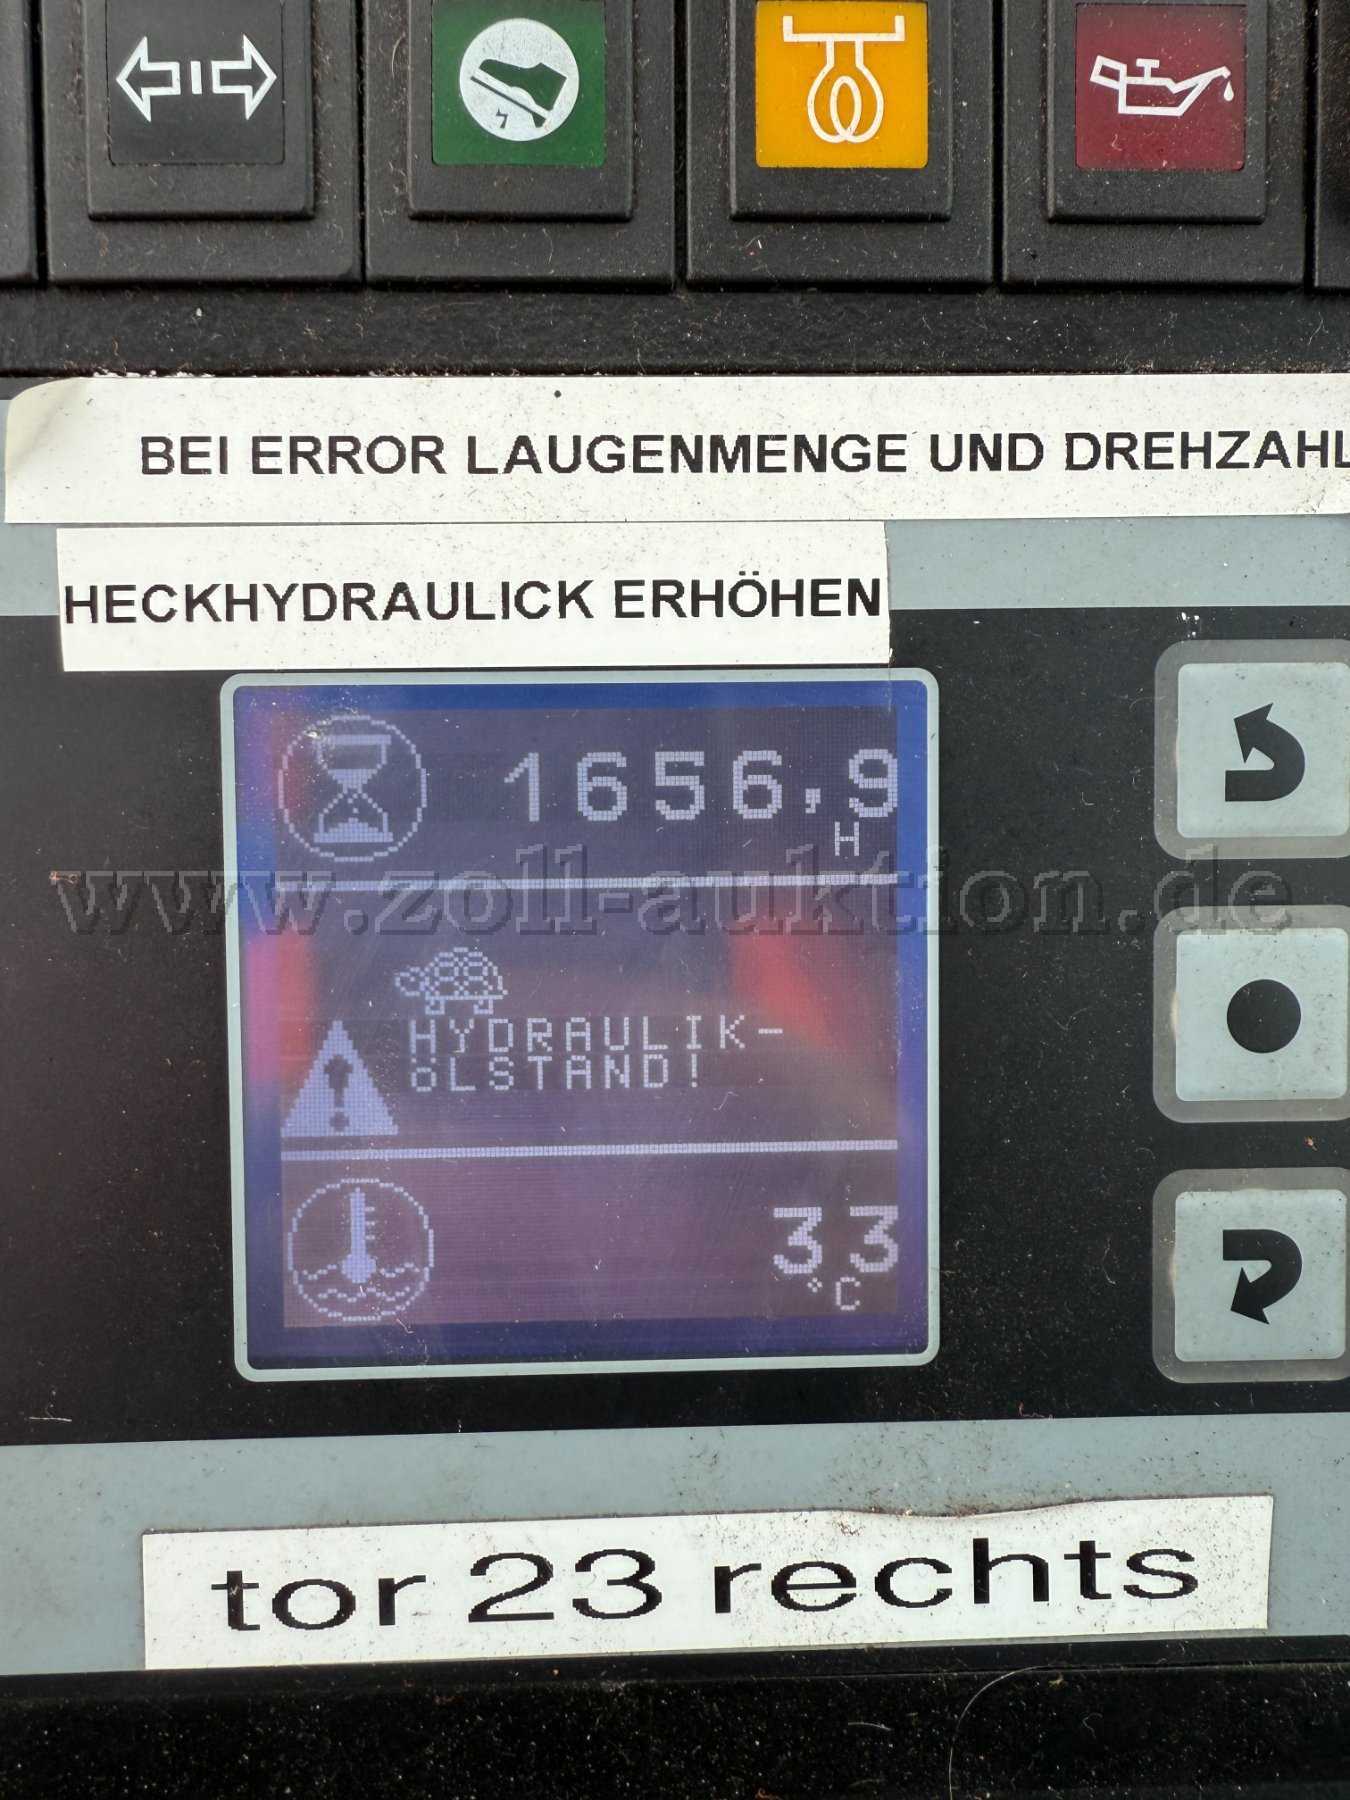 BEI ERROR LAUGENMENGE UND DREHZAHL
HECKHYDRAULICK ERHÖHEN
1656,9
H
www.zoll-auktion.de
HYDRAULIK-
ÖLSTAND!
33
°C
tor 23 rechts